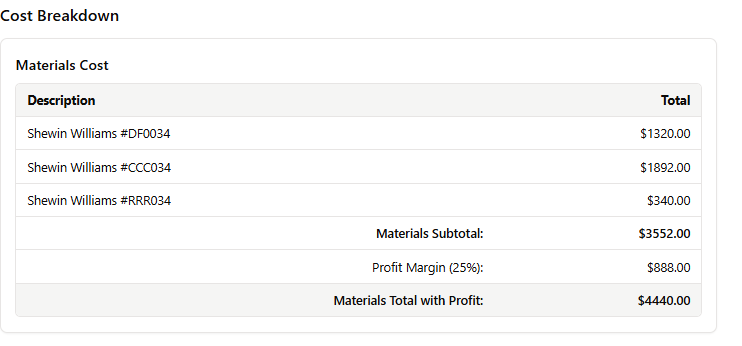 Cost Breakdown
Materials Cost
Description Total
Shewin Williams #DF0034 $1320.00
Shewin Williams #CCC034 $1892.00
Shewin Williams #RRR034 $340.00
Materials Subtotal: $3552.00
Profit Margin (25%): $888.00
Materials Total with Profit: $4440.00